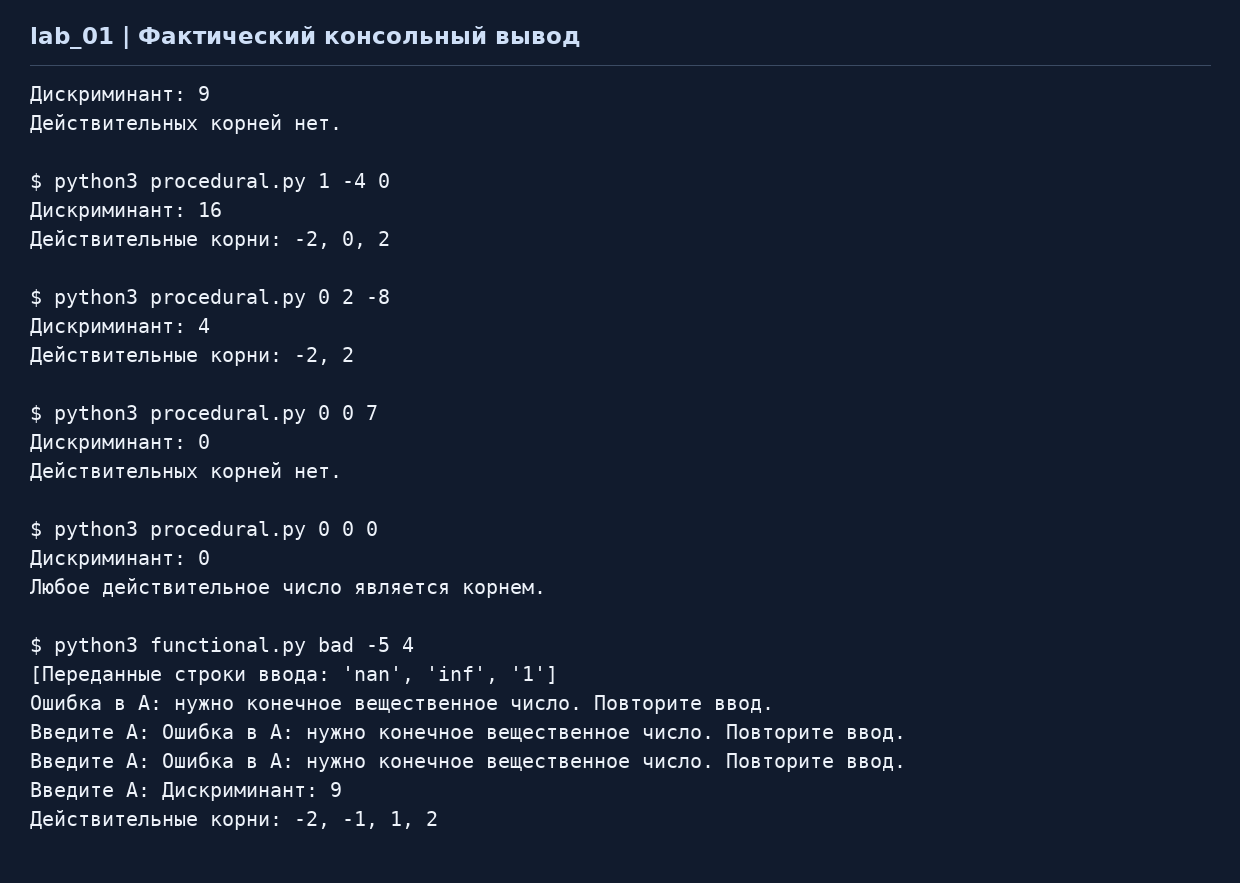 lab_01 | Фактический консольный вывод
Дискриминант: 9
Действительных корней нет.
$ python3 procedural.py 1 -4 0
Дискриминант: 16
Действительные корни: -2, 0, 2
$ python3 procedural.py 0 2 -8
Дискриминант: 4
Действительные корни: -2, 2
$ python3 procedural.py 0 0 7
Дискриминант: 0
Действительных корней нет.
$ python3 procedural.py 0 0 0
Дискриминант: 0
Любое действительное число является корнем.
$ python3 functional.py bad -5 4
[Переданные строки ввода: 'nan', 'inf', '1']
Ошибка в A: нужно конечное вещественное число. Повторите ввод.
Введите A: Ошибка в A: нужно конечное вещественное число. Повторите ввод.
Введите A: Ошибка в A: нужно конечное вещественное число. Повторите ввод.
Введите A: Дискриминант: 9
Действительные корни: -2, -1, 1, 2